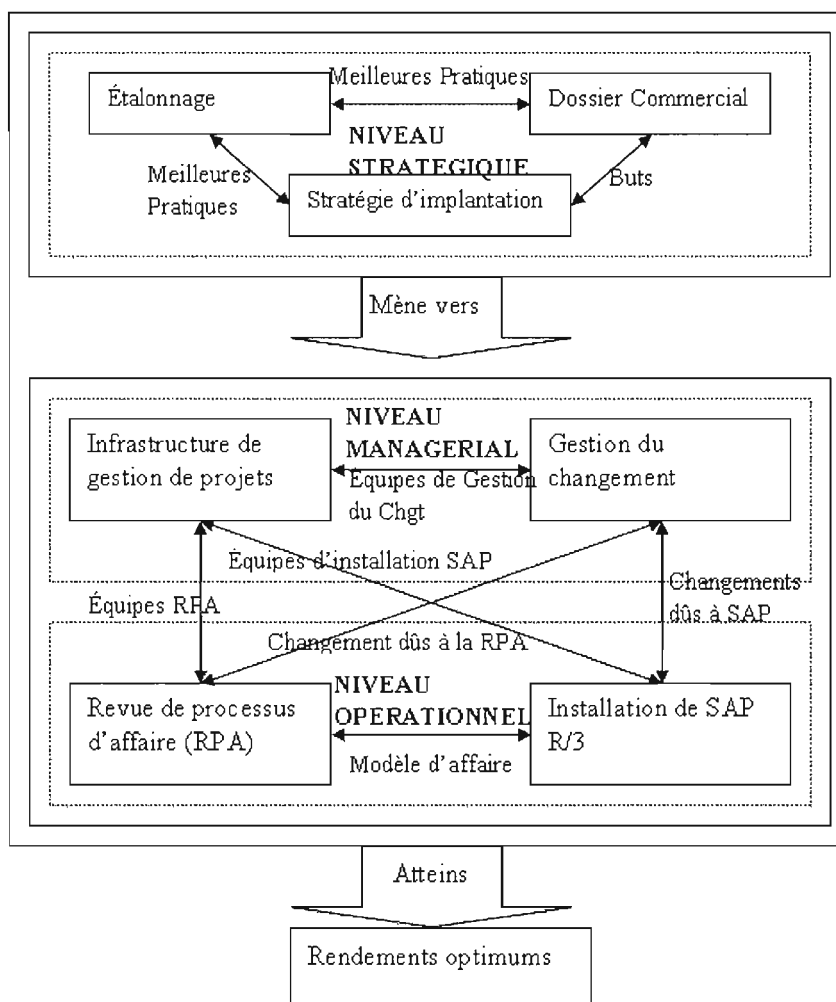 Meilleures Pratiques
Étalonnage
Dossier Commercial
NIVEAU
STRATEGIQUE
Meilleures
Pratiques
Buts
Stratégie d'implantation
Mène vers
NIVEAU
MANAGERIAL
Infrastructure de
gestion de projets
Gestion du
changement
Équipes de Gestion
du Chgt
Équipes d'installation SAP
Changements
dûs à SAP
Équipes RPA
Changement dûs à la RPA
NIVEAU
OPERATIONNEL
Revue de processus
d'affaire (RPA)
Installation de SAP
R/3
Modèle d'affaire
Atteins
Rendements optimums